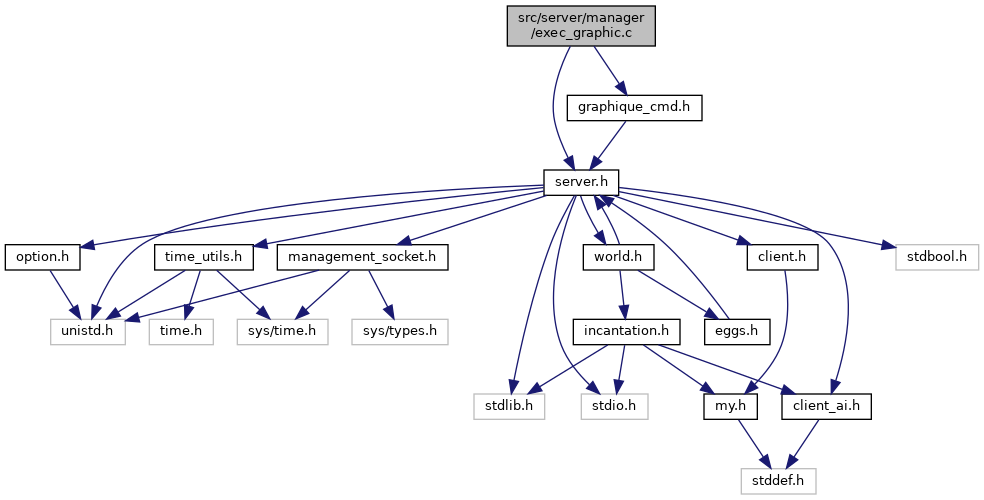 src/server/manager
/exec_graphic.c
graphique_cmd.h
server.h
option.h
time_utils.h
management_socket.h
world.h
client.h
stdbool.h
unistd.h
time.h
sys/time.h
sys/types.h
incantation.h
eggs.h
stdlib.h
stdio.h
my.h
client_ai.h
stddef.h